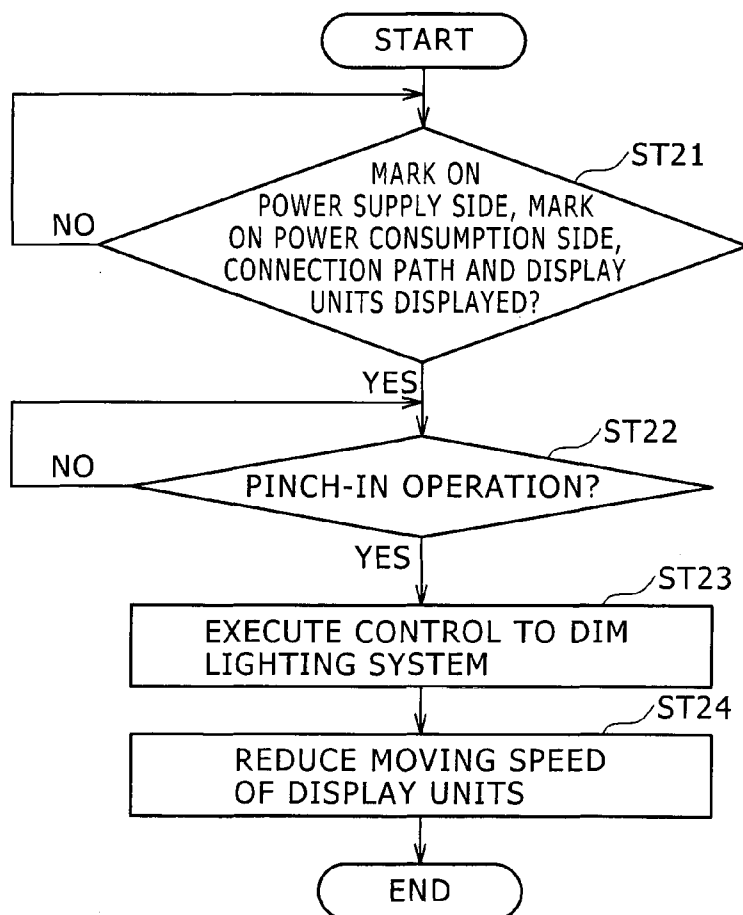 START
ST21
MARK ON
POWER SUPPLY SIDE, MARK
ON POWER CONSUMPTION SIDE,
CONNECTION PATH AND DISPLAY
UNITS DISPLAYED?
NO
YES
ST22
NO
PINCH-IN OPERATION?
YES
ST23
EXECUTE CONTROL TO DIM
LIGHTING SYSTEM
ST24
REDUCE MOVING SPEED
OF DISPLAY UNITS
END